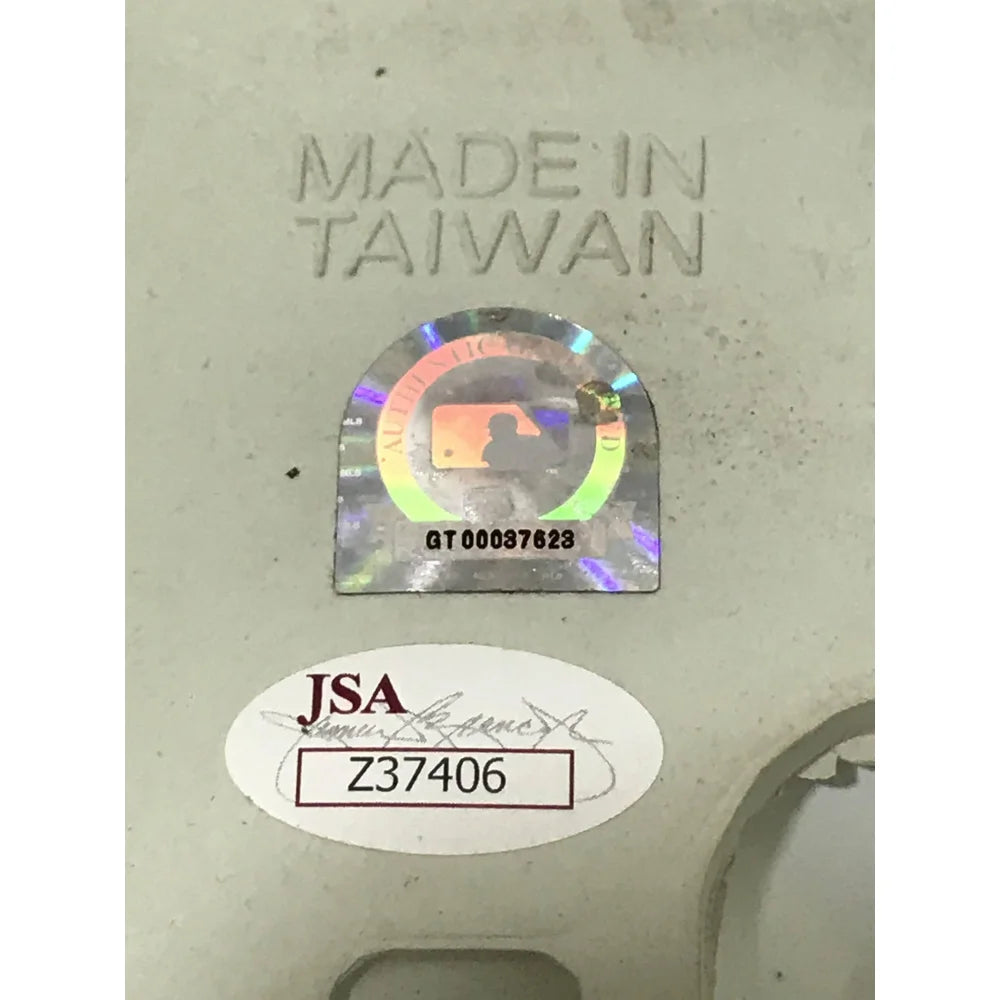 MADE IN
TAIWAN
GT 00037623
JSA
Z37406